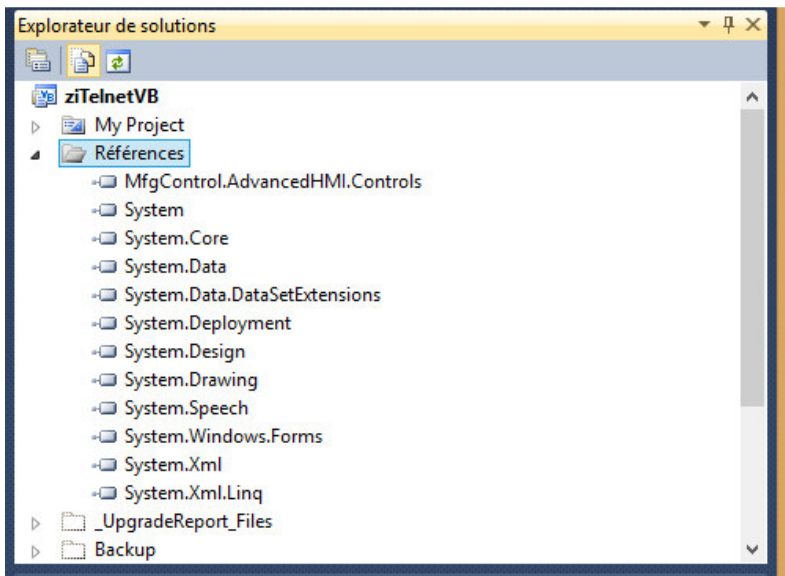 Explorateur de solutions
ziTelnetVB
My Project
Références
MfgControl.AdvancedHMI.Controls
System
System.Core
System.Data
System.Data.DataSetExtensions
System.Deployment
System.Design
System.Drawing
System.Speech
System.Windows.Forms
System.Xml
System.Xml.Linq
_UpgradeReport_Files
Backup